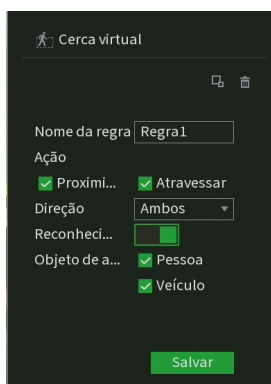 Cerca virtual
Nome da regra Regra1
Ação
Proximi... Atravessar
Direção Ambos
Reconheci...
Objeto de a... Pessoa
Veículo
Salvar